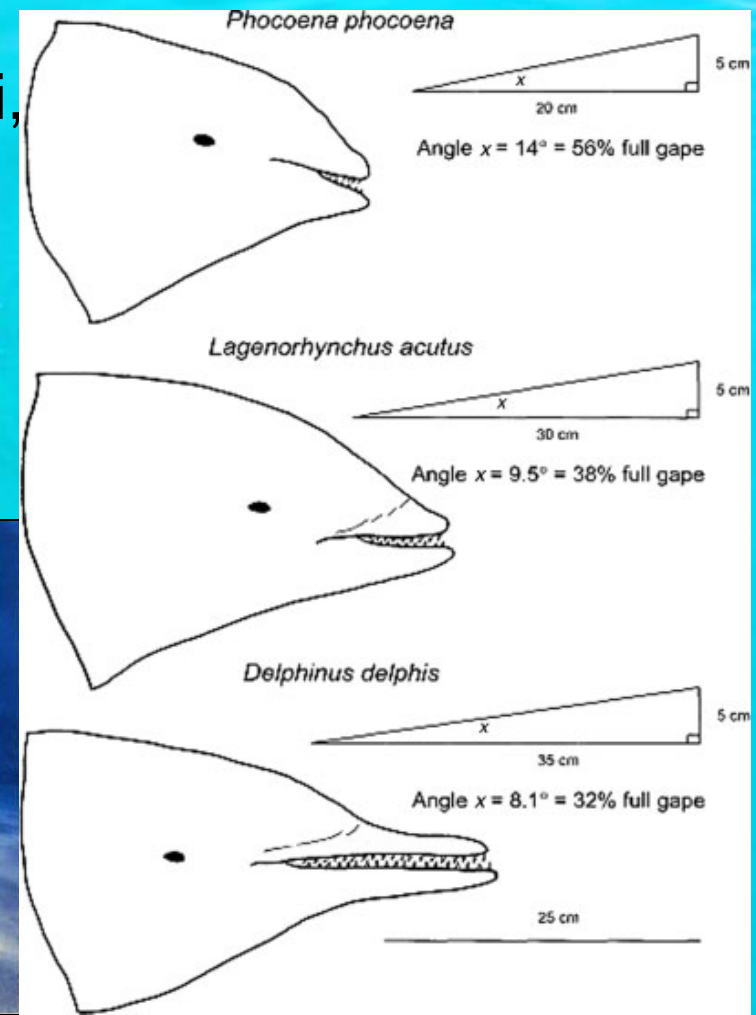 Phocoena phocoena
i,
5 cm
x
20 cm
Angle x = 14° = 56% full gape
Lagenorhynchus acutus
5 cm
x
30 cm
Angle x = 9.5° = 38% full gape
Delphinus delphis
5 cm
x
35 cm
Angle x = 8.1° = 32% full gape
25 cm